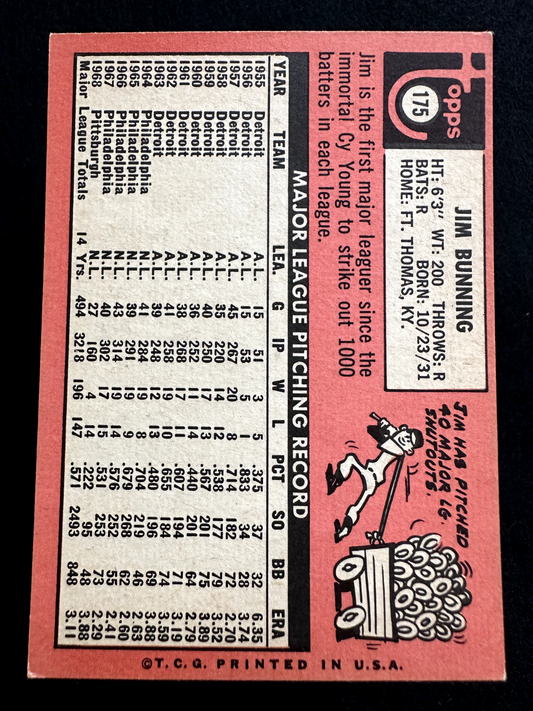 Topps
175
JIM BUNNING
HT: 6'3" WT: 200 THROWS: R
BATS: R BORN: 10/23/31
HOME: FT. THOMAS, KY.
Jim is the first major leaguer since the
immortal Cy Young to strike out 1000
batters in each league.
JIM HAS PITCHED
40 MAJOR LG.
SHUTOUTS.
MAJOR LEAGUE PITCHING RECORD
YEAR TEAM LEA. G IP W L PCT SO BB ERA
1955 Detroit A.L. 15 51 3 5 .375 37 32 6.35
1956 Detroit A.L. 15 53 5 1 .833 34 28 3.74
1957 Detroit A.L. 45 267 20 8 .714 182 72 2.70
1958 Detroit A.L. 35 220 14 12 .538 177 79 3.52
1959 Detroit A.L. 40 250 17 13 .567 201 75 3.89
1960 Detroit A.L. 36 252 11 14 .440 201 64 2.79
1961 Detroit A.L. 38 268 17 11 .607 194 71 3.19
1962 Detroit A.L. 41 258 19 10 .655 184 74 3.59
1963 Detroit A.L. 39 248 12 13 .480 196 69 3.88
1964 Philadelphia N.L. 41 284 19 8 .704 219 46 2.63
1965 Philadelphia N.L. 39 291 19 9 .679 268 62 2.60
1966 Philadelphia N.L. 43 314 19 14 .579 252 55 2.41
1967 Philadelphia N.L. 40 302 17 15 .531 253 73 2.29
1968 Pittsburgh N.L. 27 160 4 14 .222 95 48 3.88
Major League Totals 14 Yrs. 494 3218 196 147 .571 2493 848 3.11
©T.C.G. PRINTED IN U.S.A.